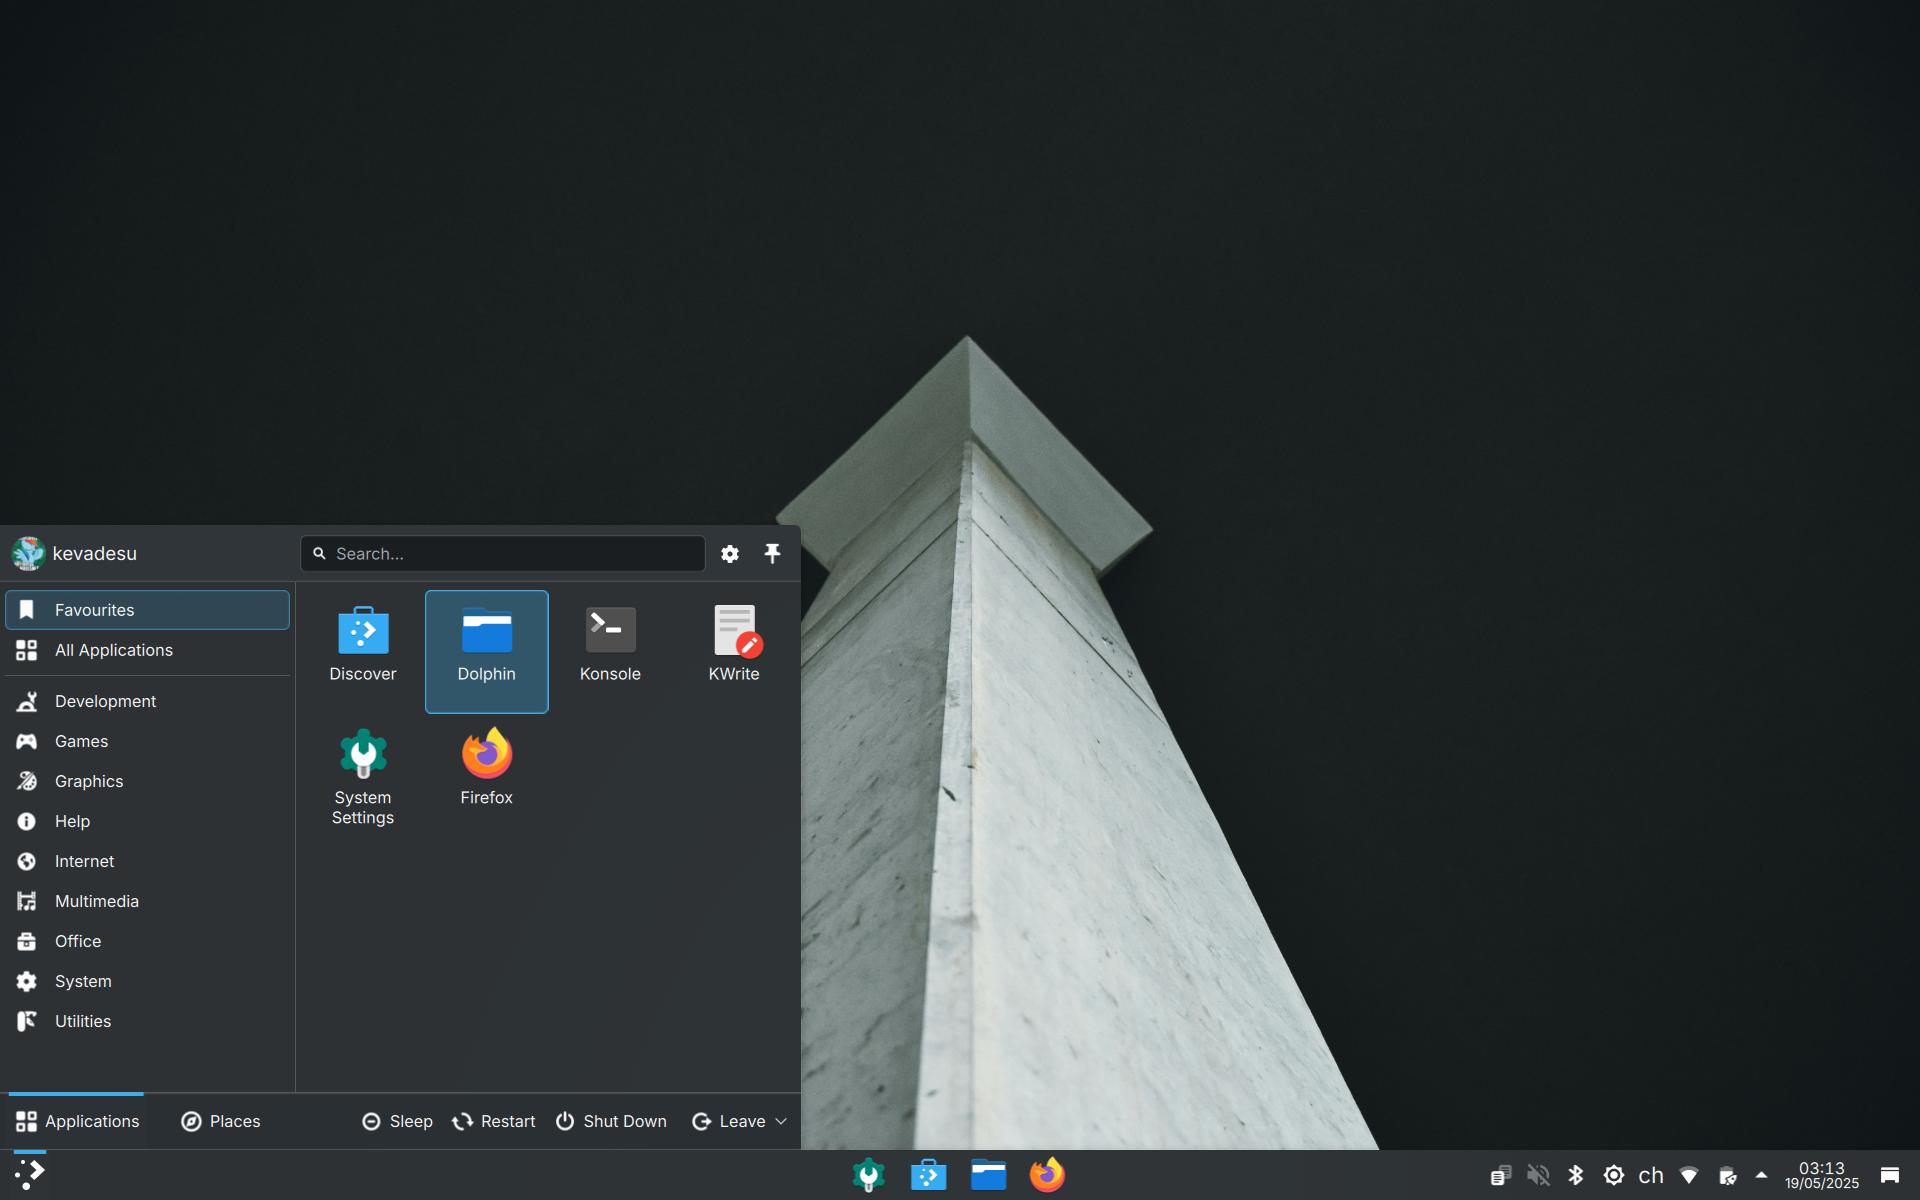 kevadesu
Search...
Favourites
All Applications
Development
Games
Graphics
Help
Internet
Multimedia
Office
System
Utilities
Discover
Dolphin
Konsole
KWrite
System
Settings
Firefox
Applications
Places
Sleep
Restart
Shut Down
Leave
ch
03:13
19/05/2025